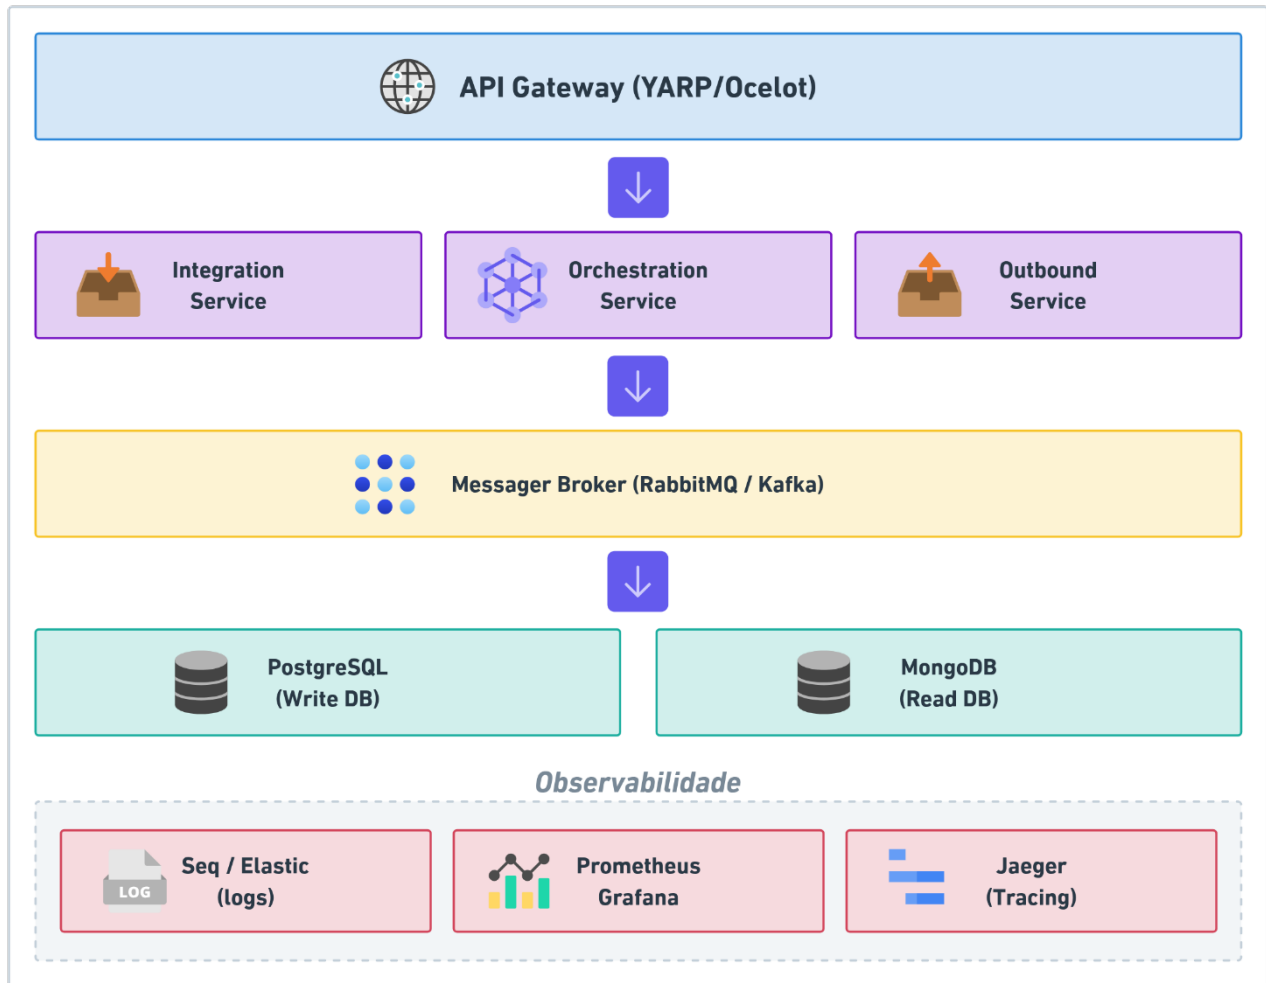 API Gateway (YARP/Ocelot)
Integration
Service
Orchestration
Service
Outbound
Service
Messager Broker (RabbitMQ / Kafka)
PostgreSQL
(Write DB)
MongoDB
(Read DB)
Observabilidade
LOG
Seq / Elastic
(logs)
Prometheus
Grafana
Jaeger
(Tracing)